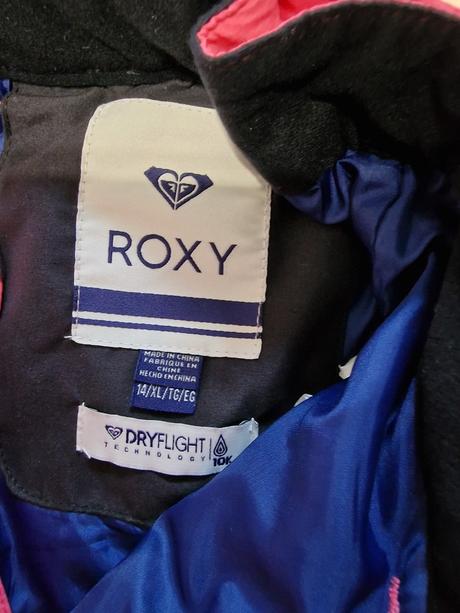 ROXY
MADE IN CHINA
FABRIQUE EN
CHINE
HECHO EN CHINA
14/XL/TG/EG
DRYFLIGHT
TECHNOLOGY
10K